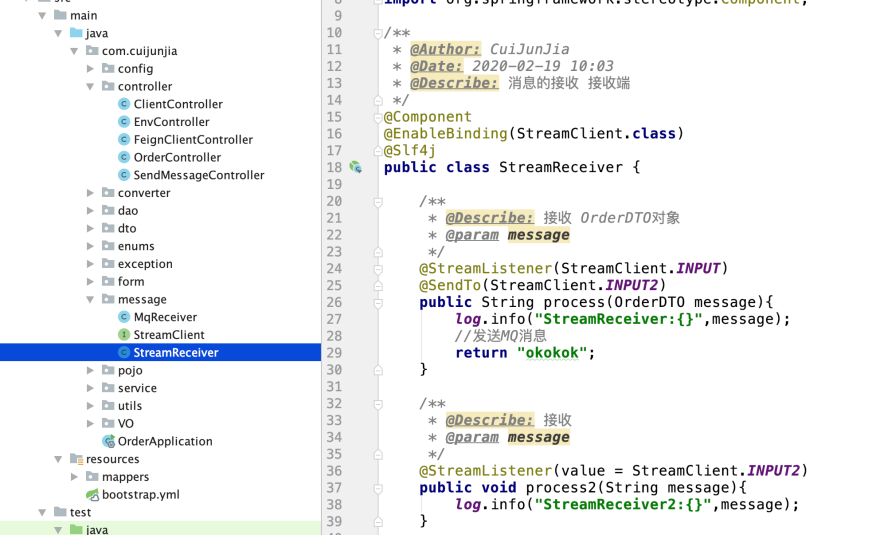 src
main
java
com.cuijunjia
config
controller
ClientController
EnvController
FeignClientController
OrderController
SendMessageController
converter
dao
dto
enums
exception
form
message
MqReceiver
StreamClient
StreamReceiver
pojo
service
utils
VO
OrderApplication
resources
mappers
bootstrap.yml
test
java
8 import org.springframework.stereotype.Component;
9
10 /**
11 * @Author: CuiJunJia
12 * @Date: 2020-02-19 10:03
13 * @Describe: 消息的接收 接收端
14 */
15 @Component
16 @EnableBinding(StreamClient.class)
17 @Slf4j
18 public class StreamReceiver {
19
20 /**
21 * @Describe: 接收 OrderDTO对象
22 * @param message
23 */
24 @StreamListener(StreamClient.INPUT)
25 @SendTo(StreamClient.INPUT2)
26 public String process(OrderDTO message){
27 log.info("StreamReceiver:{}",message);
28 //发送MQ消息
29 return "okokok";
30 }
31
32 /**
33 * @Describe: 接收
34 * @param message
35 */
36 @StreamListener(value = StreamClient.INPUT2)
37 public void process2(String message){
38 log.info("StreamReceiver2:{}",message);
39 }